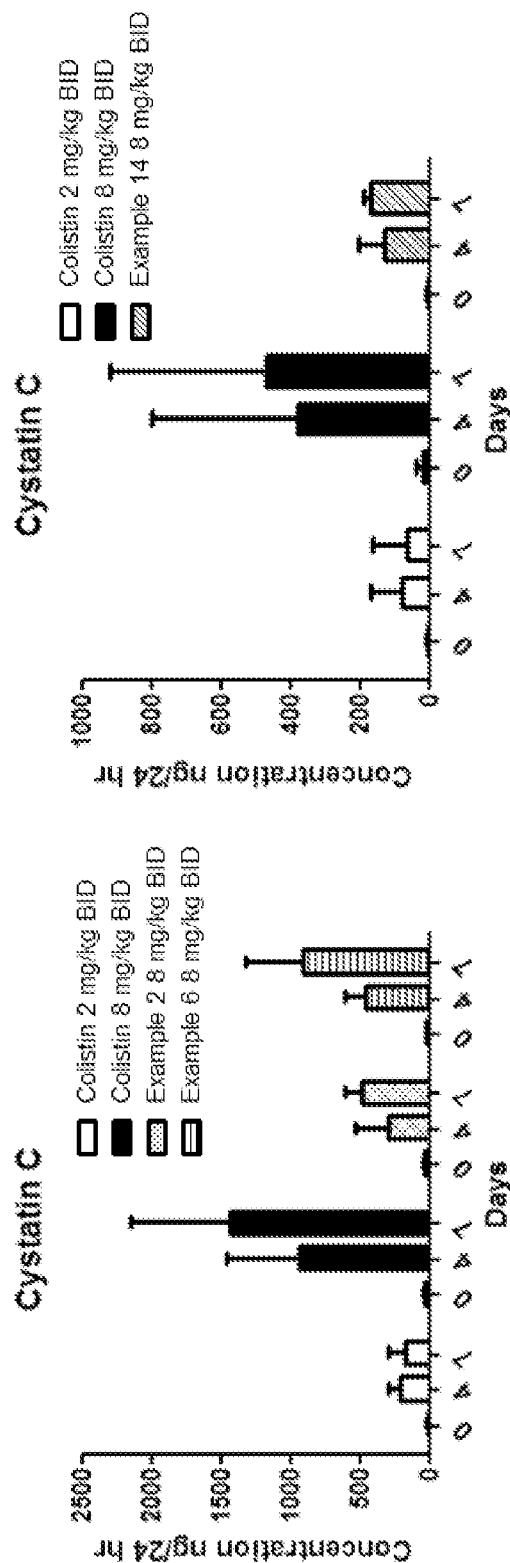 Cystatin C
Colistin 2 mg/kg BID
Colistin 8 mg/kg BID
Example 2 8 mg/kg BID
Example 6 8 mg/kg BID
Concentration ng/24 hr
2500
2000
1500
1000
500
0
0 4 7 0 4 7 0 4 7 0 4 7
Days
Cystatin C
Colistin 2 mg/kg BID
Colistin 8 mg/kg BID
Example 14 8 mg/kg BID
Concentration ng/24 hr
1000
800
600
400
200
0
0 4 7 0 4 7 0 4 7
Days